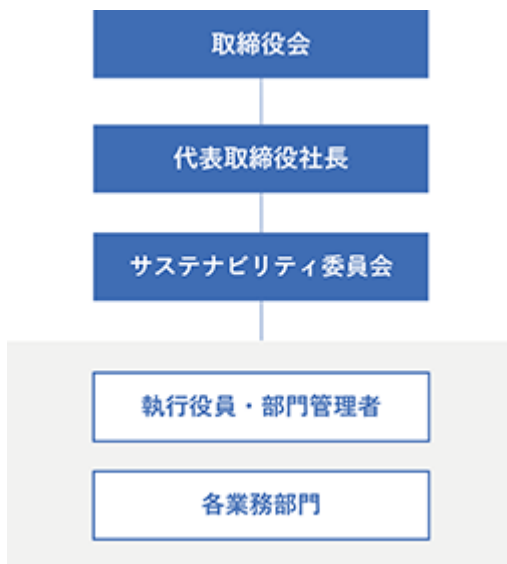 取締役会
代表取締役社長
サステナビリティ委員会
執行役員・部門管理者
各業務部門